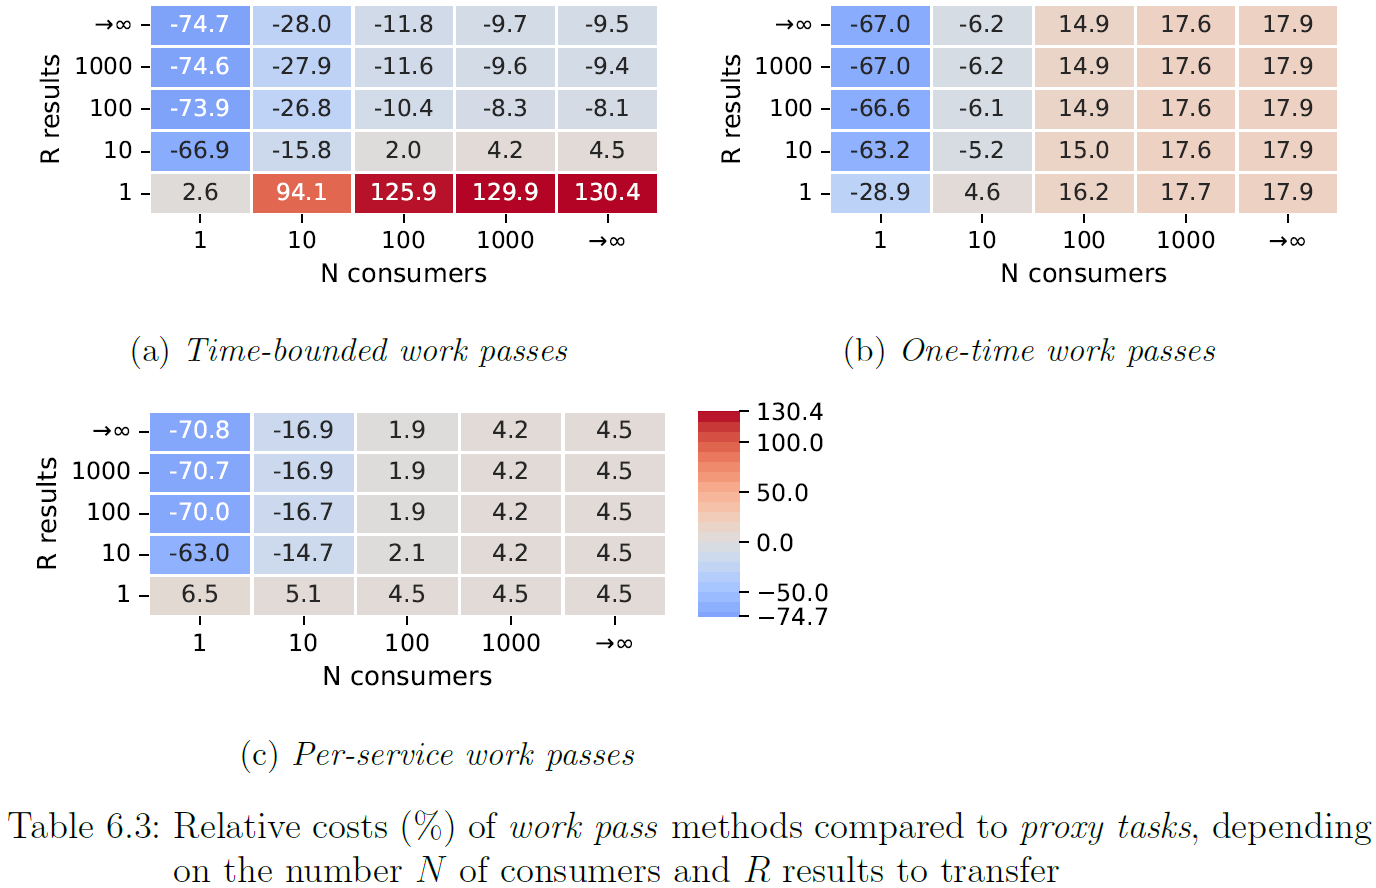 →∞ -74.7 -28.0 -11.8 -9.7 -9.5
1000 -74.6 -27.9 -11.6 -9.6 -9.4
100 -73.9 -26.8 -10.4 -8.3 -8.1
10 -66.9 -15.8 2.0 4.2 4.5
1 2.6 94.1 125.9 129.9 130.4
R results
1 10 100 1000 →∞
N consumers
(a) Time-bounded work passes
→∞ -67.0 -6.2 14.9 17.6 17.9
1000 -67.0 -6.2 14.9 17.6 17.9
100 -66.6 -6.1 14.9 17.6 17.9
10 -63.2 -5.2 15.0 17.6 17.9
1 -28.9 4.6 16.2 17.7 17.9
R results
1 10 100 1000 →∞
N consumers
(b) One-time work passes
→∞ -70.8 -16.9 1.9 4.2 4.5
1000 -70.7 -16.9 1.9 4.2 4.5
100 -70.0 -16.7 1.9 4.2 4.5
10 -63.0 -14.7 2.1 4.2 4.5
1 6.5 5.1 4.5 4.5 4.5
R results
1 10 100 1000 →∞
N consumers
130.4
100.0
50.0
0.0
−50.0
−74.7
(c) Per-service work passes
Table 6.3: Relative costs (%) of work pass methods compared to proxy tasks, depending
on the number N of consumers and R results to transfer